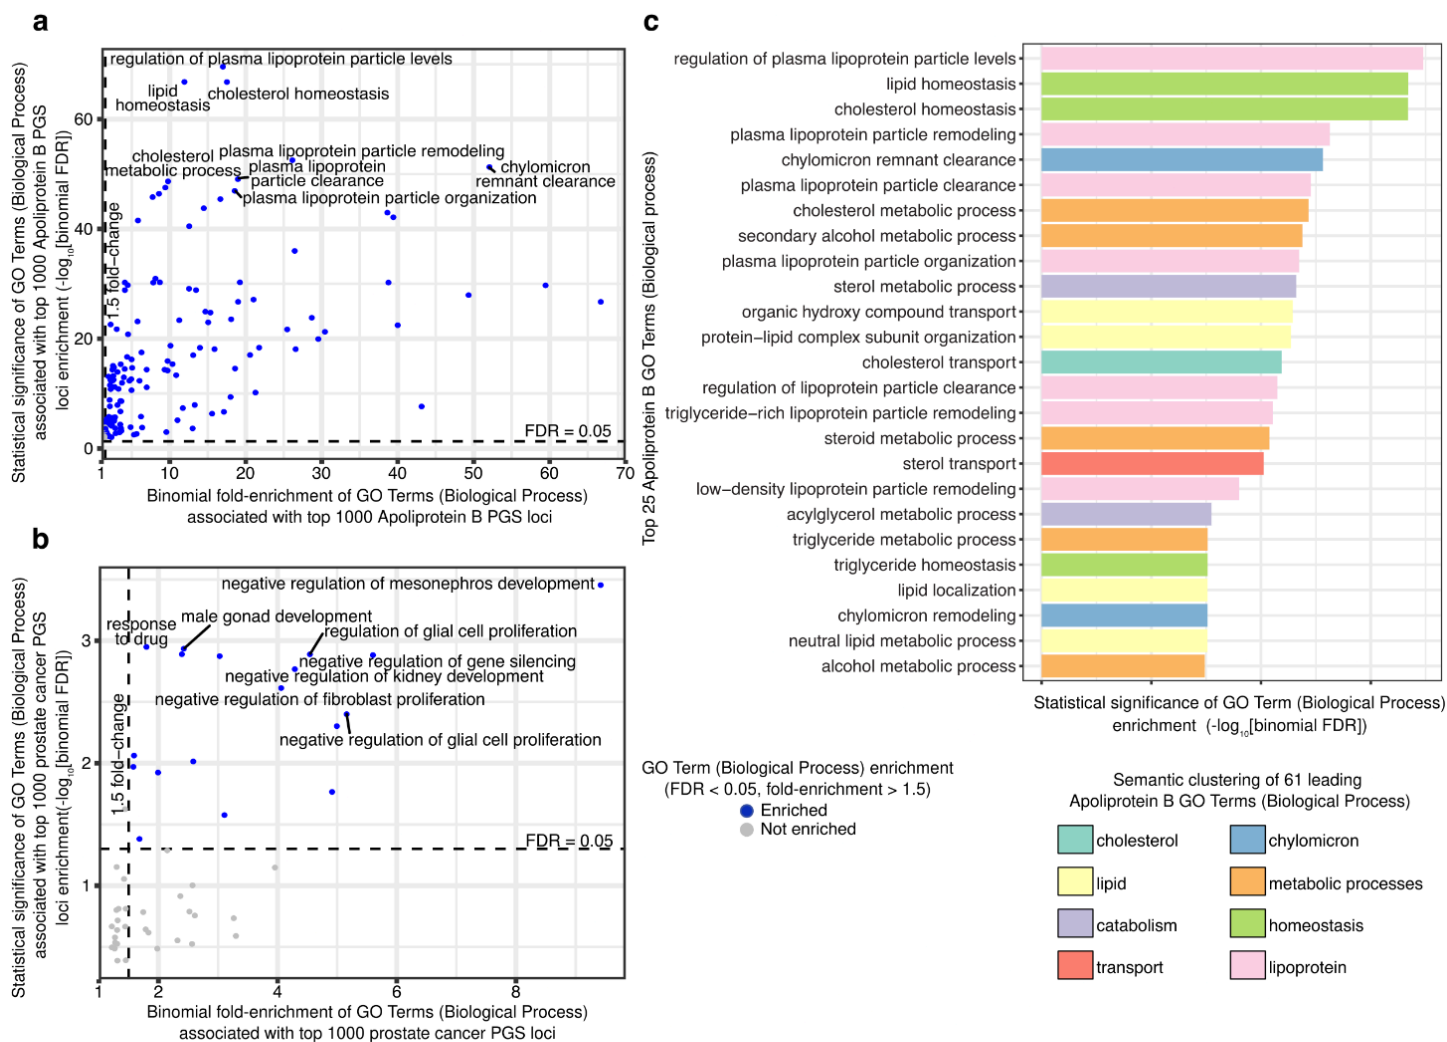 a
Statistical significance of GO Terms (Biological Process)
associated with top 1000 Apoliprotein B PGS
loci enrichment (-log10[binomial FDR])
regulation of plasma lipoprotein particle levels
lipid
homeostasis
cholesterol homeostasis
cholesterol
metabolic process
plasma lipoprotein particle remodeling
plasma lipoprotein
particle clearance
chylomicron
remnant clearance
plasma lipoprotein particle organization
1.5 fold−change
FDR = 0.05
0
20
40
60
1
10
20
30
40
50
60
70
Binomial fold-enrichment of GO Terms (Biological Process)
associated with top 1000 Apoliprotein B PGS loci
b
Statistical significance of GO Terms (Biological Process)
associated with top 1000 prostate cancer PGS
loci enrichment(-log10[binomial FDR])
negative regulation of mesonephros development
response
to drug
male gonad development
regulation of glial cell proliferation
negative regulation of gene silencing
negative regulation of kidney development
negative regulation of fibroblast proliferation
negative regulation of glial cell proliferation
1.5 fold−change
FDR = 0.05
1
2
3
1
2
4
6
8
Binomial fold-enrichment of GO Terms (Biological Process)
associated with top 1000 prostate cancer PGS loci
c
Top 25 Apoliprotein B GO Terms (Biological process)
regulation of plasma lipoprotein particle levels
lipid homeostasis
cholesterol homeostasis
plasma lipoprotein particle remodeling
chylomicron remnant clearance
plasma lipoprotein particle clearance
cholesterol metabolic process
secondary alcohol metabolic process
plasma lipoprotein particle organization
sterol metabolic process
organic hydroxy compound transport
protein−lipid complex subunit organization
cholesterol transport
regulation of lipoprotein particle clearance
triglyceride−rich lipoprotein particle remodeling
steroid metabolic process
sterol transport
low−density lipoprotein particle remodeling
acylglycerol metabolic process
triglyceride metabolic process
triglyceride homeostasis
lipid localization
chylomicron remodeling
neutral lipid metabolic process
alcohol metabolic process
Statistical significance of GO Term (Biological Process)
enrichment (-log10[binomial FDR])
GO Term (Biological Process) enrichment
(FDR < 0.05, fold-enrichment > 1.5)
Enriched
Not enriched
Semantic clustering of 61 leading
Apoliprotein B GO Terms (Biological Process)
cholesterol
chylomicron
lipid
metabolic processes
catabolism
homeostasis
transport
lipoprotein